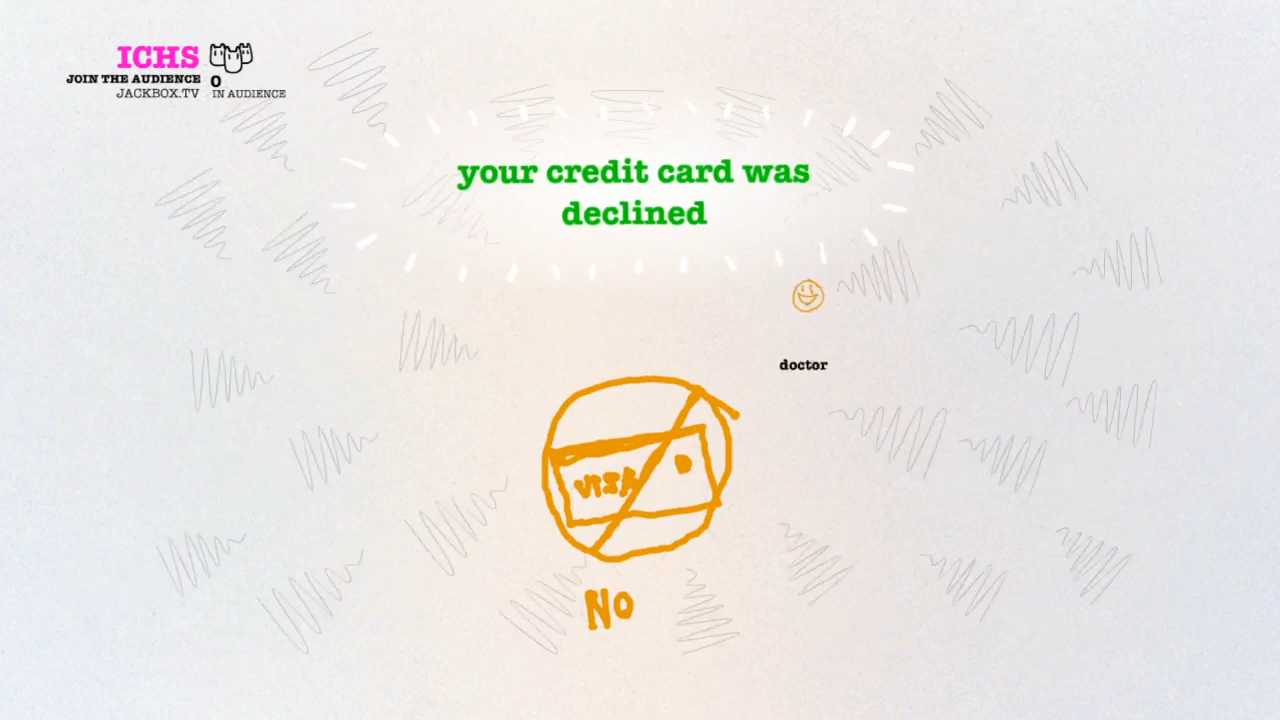 ICHS
JOIN THE AUDIENCE 0
JACKBOX.TV IN AUDIENCE
your credit card was
declined
doctor
VISA
NO